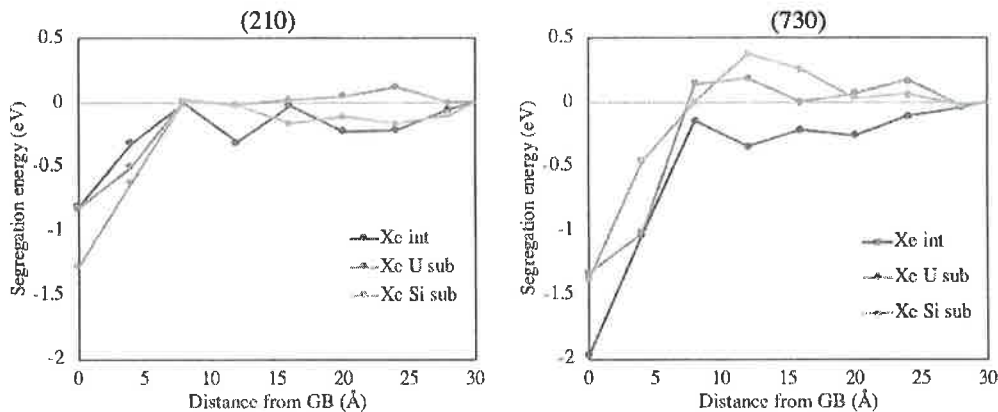 (210)
0.5
0
-0.5
-1
-1.5
-2
Segregation energy (eV)
Xe int
Xe U sub
Xe Si sub
0 5 10 15 20 25 30
Distance from GB (Å)
(730)
0.5
0
-0.5
-1
-1.5
-2
Segregation energy (eV)
Xe int
Xe U sub
Xe Si sub
0 5 10 15 20 25 30
Distance from GB (Å)